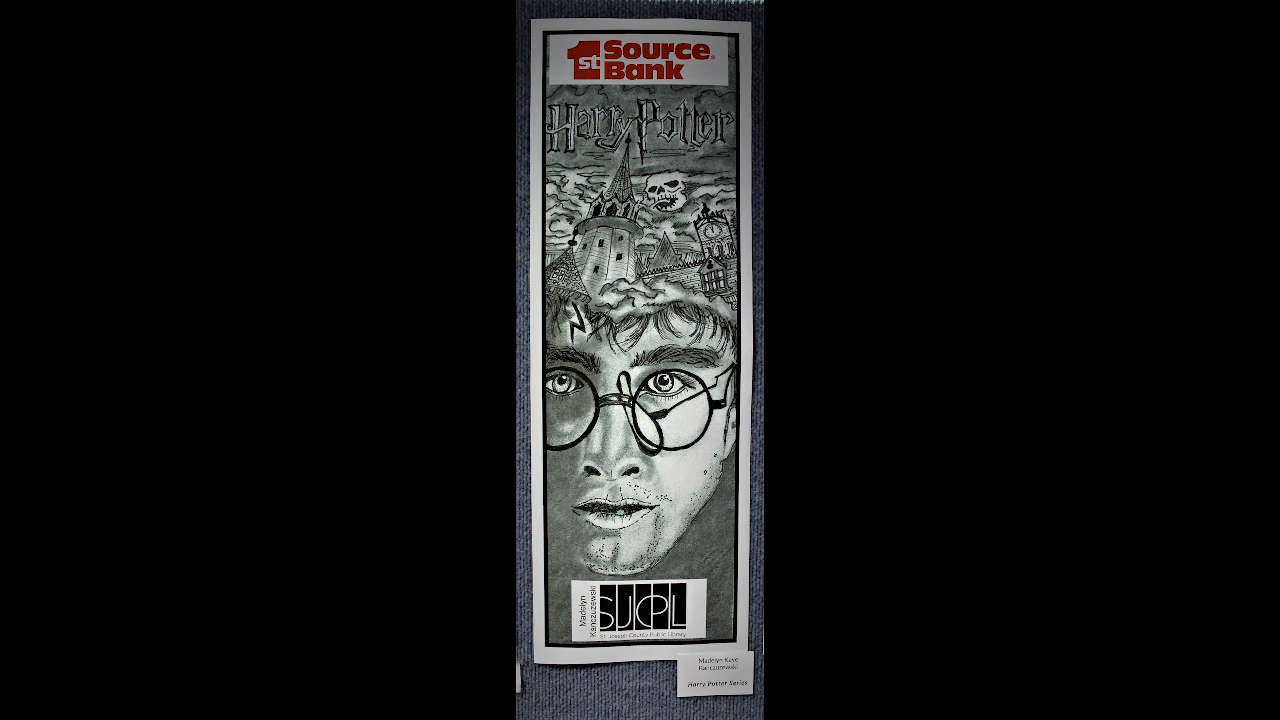 1st Source
Bank
Harry Potter
Madelyn
Kanczuzewski
SJCPL
St. Joseph County Public Library
Madelyn Kaye
Kanczuzewski
Harry Potter Series